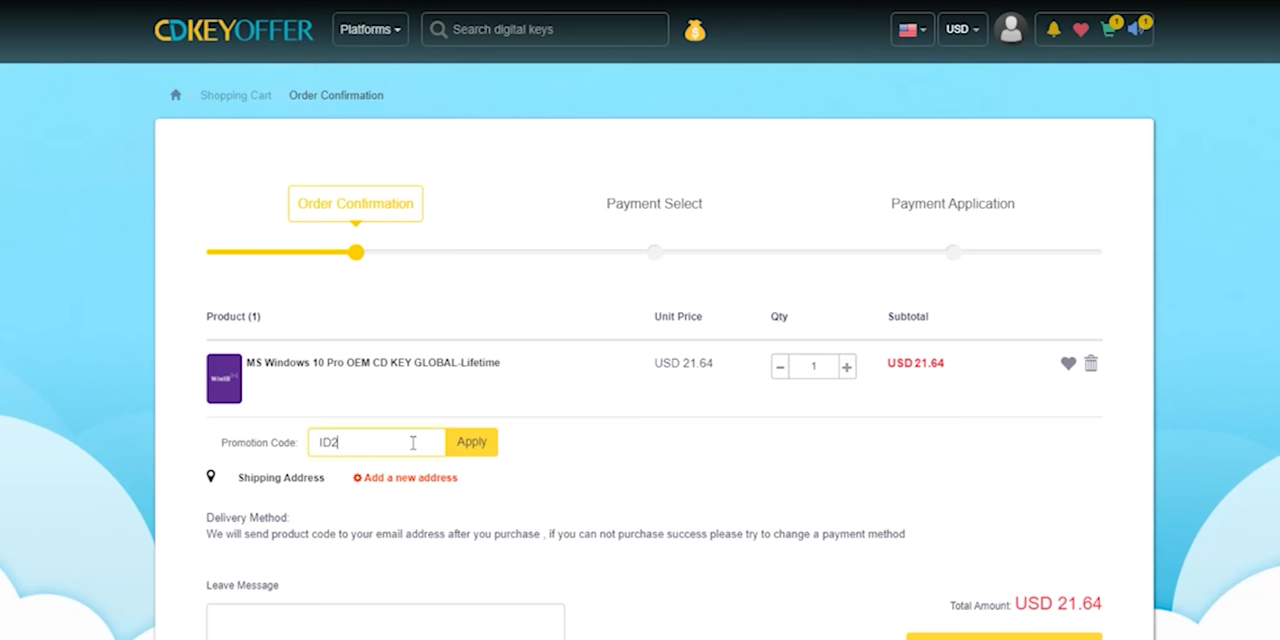 CDKEYOFFER
Platforms
Search digital keys
USD
1
1
Shopping Cart
Order Confirmation
Order Confirmation
Payment Select
Payment Application
Product (1)
Unit Price
Qty
Subtotal
MS Windows 10 Pro OEM CD KEY GLOBAL-Lifetime
USD 21.64
1
USD 21.64
Promotion Code:
ID2
Apply
Shipping Address
Add a new address
Delivery Method:
We will send product code to your email address after you purchase , if you can not purchase success please try to change a payment method
Leave Message
Total Amount: USD 21.64